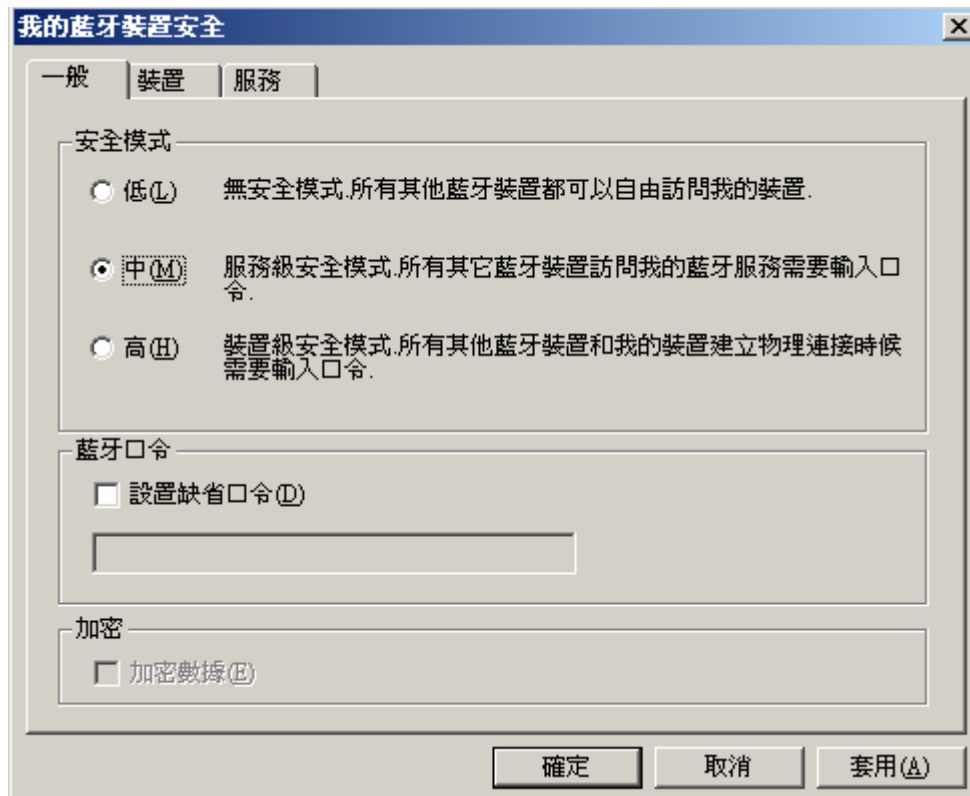 我的藍牙裝置安全
一般 裝置 服務
安全模式
低(L) 無安全模式.所有其他藍牙裝置都可以自由訪問我的裝置.
中(M) 服務級安全模式.所有其它藍牙裝置訪問我的藍牙服務需要輸入口
令.
高(H) 裝置級安全模式.所有其他藍牙裝置和我的裝置建立物理連接時候
需要輸入口令.
藍牙口令
設置缺省口令(D)
加密
加密數據(E)
確定 取消 套用(A)